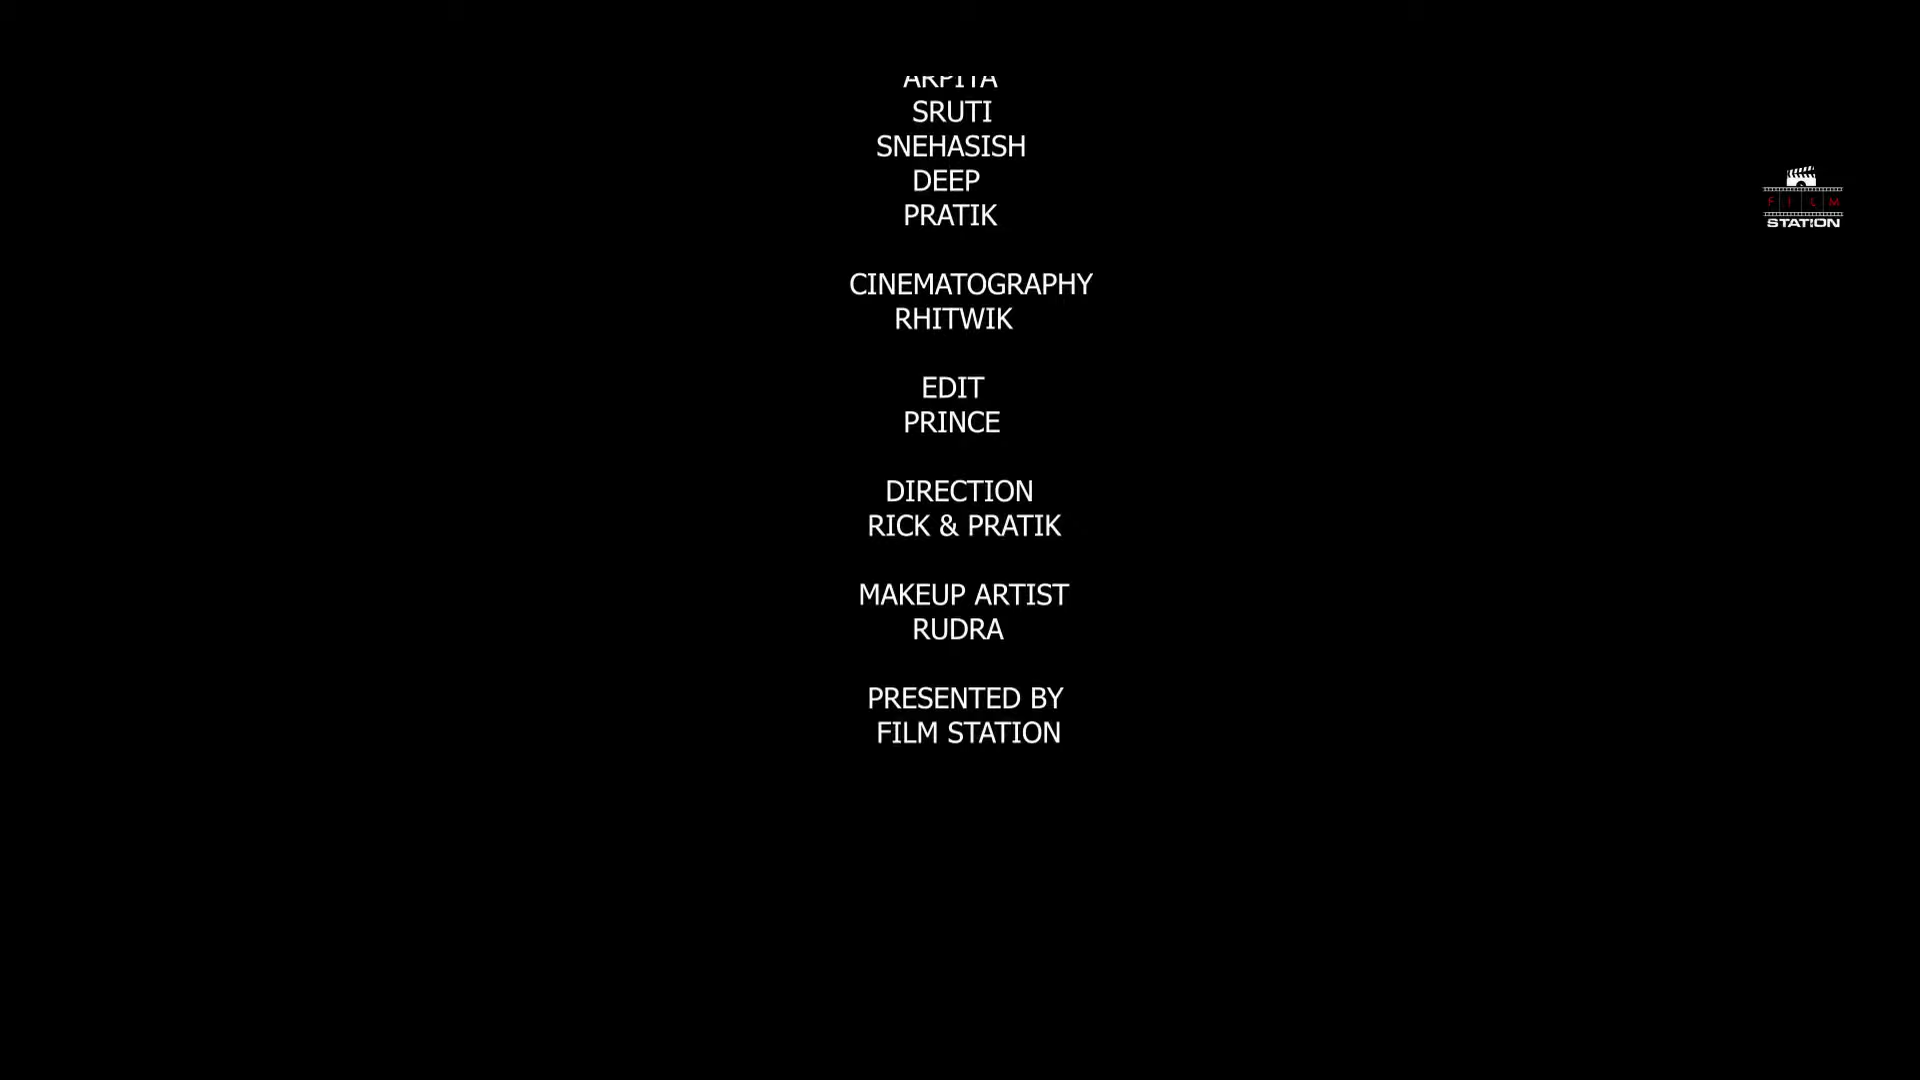 ARPITA
SRUTI
SNEHASISH
DEEP
PRATIK
CINEMATOGRAPHY
RHITWIK
EDIT
PRINCE
DIRECTION
RICK & PRATIK
MAKEUP ARTIST
RUDRA
PRESENTED BY
FILM STATION
FILM
STATION